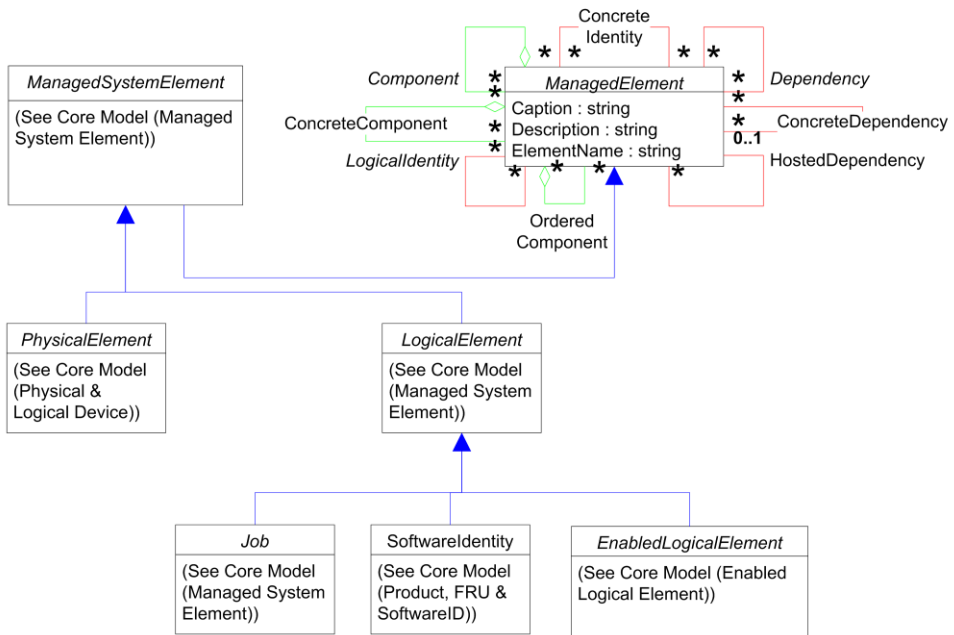 Concrete
Identity
*
*
*
*
*
Component
*
*
ManagedElement
Caption : string
Description : string
ElementName : string
*
*
Dependency
ManagedSystemElement
(See Core Model (Managed
System Element))
ConcreteComponent
*
*
*
0..1
ConcreteDependency
LogicalIdentity
*
*
*
*
HostedDependency
Ordered
Component
PhysicalElement
(See Core Model
(Physical &
Logical Device))
LogicalElement
(See Core Model
(Managed System
Element))
Job
(See Core Model
(Managed System
Element))
SoftwareIdentity
(See Core Model
(Product, FRU &
SoftwareID))
EnabledLogicalElement
(See Core Model (Enabled
Logical Element))